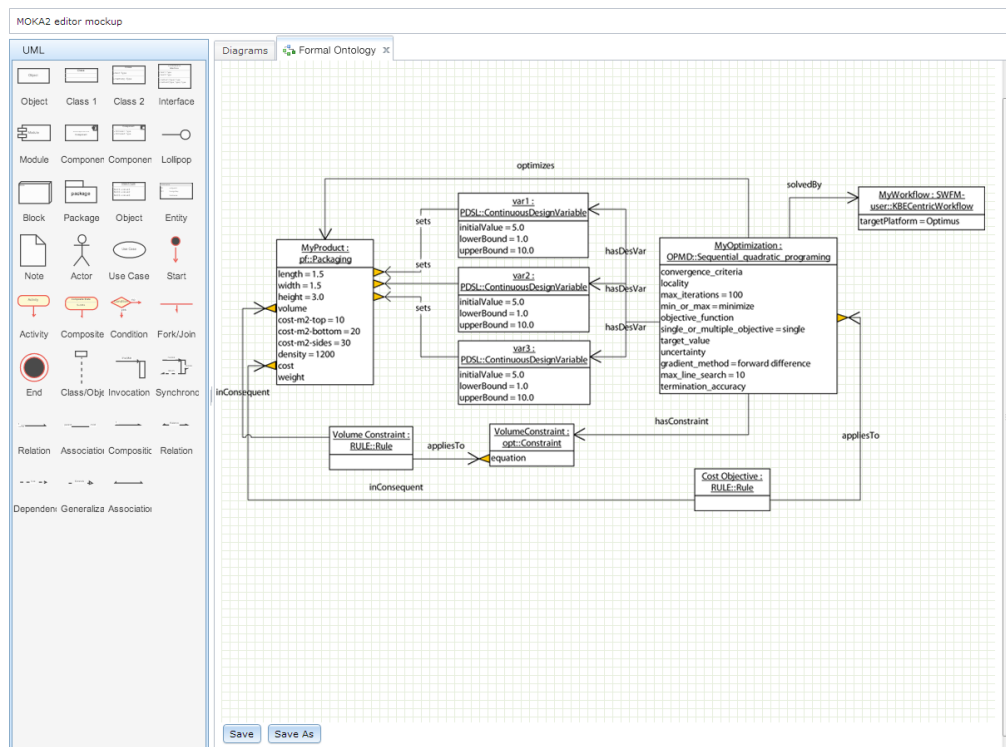 MOKA2 editor mockup
UML
Diagrams
Formal Ontology x
Object
Class 1
Class 2
Interface
Module
Componen
Componen
Lollipop
package
Block
Package
Object
Entity
Note
Actor
Use Case
Start
Activity
Composite
Condition
Fork/Join
End
Class/Obje
Invocation
Synchronc
Relation
Associatio
Compositic
Relation
Dependenc
Generaliza
Association
optimizes
solvedBy
MyWorkflow : SWFM-
user::KBECentricWorkflow
targetPlatform = Optimus
var1 :
PDSL::ContinuousDesignVariable
initialValue = 5.0
lowerBound = 1.0
upperBound = 10.0
sets
sets
sets
hasDesVar
hasDesVar
hasDesVar
MyProduct :
pf::Packaging
length = 1.5
width = 1.5
height = 3.0
volume
cost-m2-top = 10
cost-m2-bottom = 20
cost-m2-sides = 30
density = 1200
cost
weight
var2 :
PDSL::ContinuousDesignVariable
initialValue = 5.0
lowerBound = 1.0
upperBound = 10.0
var3 :
PDSL::ContinuousDesignVariable
initialValue = 5.0
lowerBound = 1.0
upperBound = 10.0
MyOptimization :
OPMD::Sequential_quadratic_programing
convergence_criteria
locality
max_iterations = 100
min_or_max = minimize
objective_function
single_or_multiple_objective = single
target_value
uncertainty
gradient_method = forward difference
max_line_search = 10
termination_accuracy
inConsequent
Volume Constraint :
RULE::Rule
appliesTo
VolumeConstraint :
opt::Constraint
equation
hasConstraint
appliesTo
inConsequent
Cost Objective :
RULE::Rule
Save
Save As